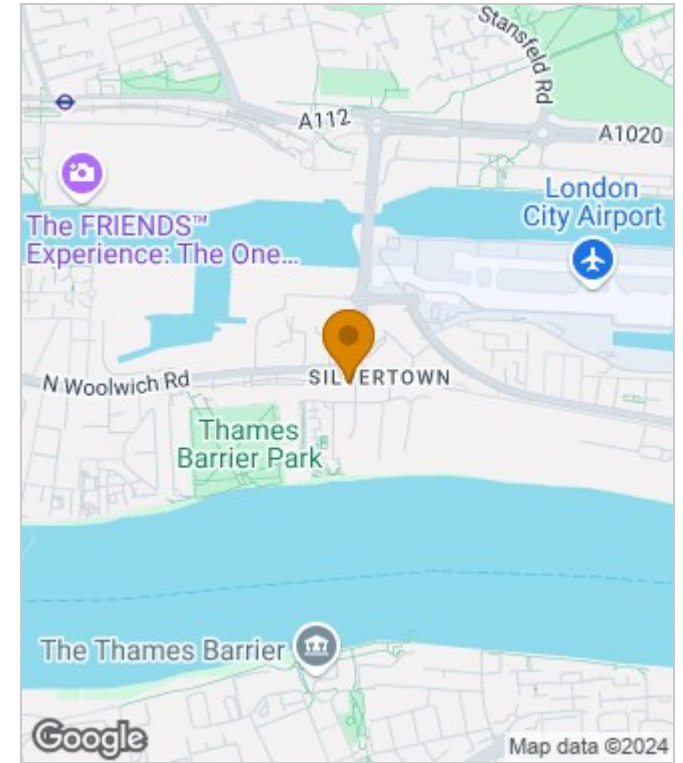 Stansfeld Rd
A112
A1020
London
City Airport
The FRIENDS™
Experience: The One...
N Woolwich Rd
SILVERTOWN
Thames
Barrier Park
The Thames Barrier
Google
Map data ©2024